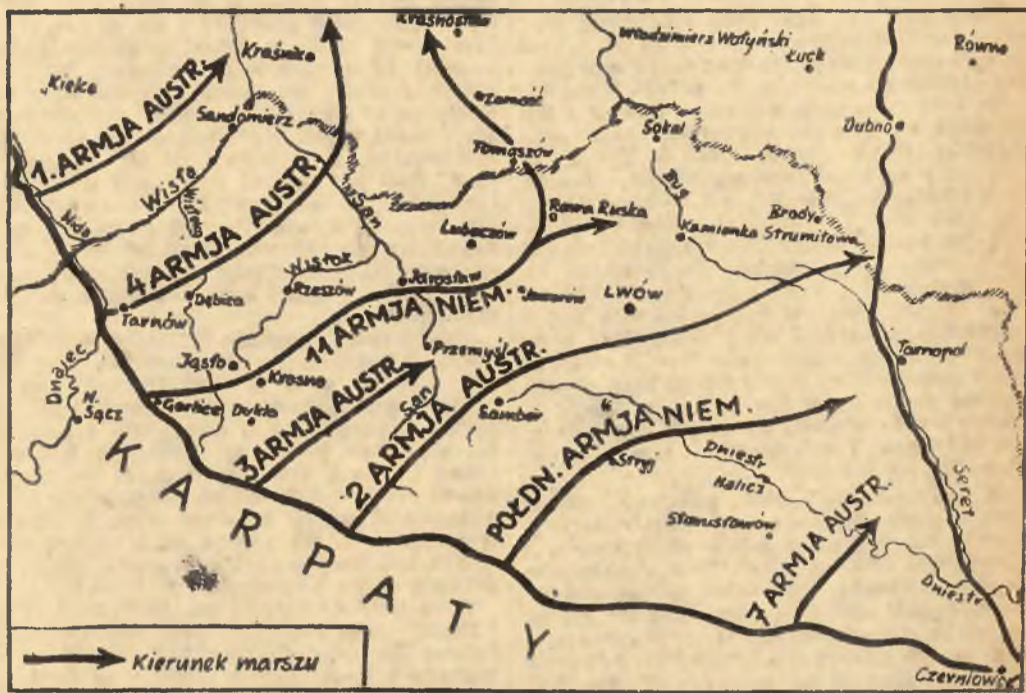 Kraśnik
Włodzimierz Wołyński
Łuck
Równe
Kielce
Zamość
1. ARMJA AUSTR.
Sandomierz
Sokal
Dubno
Tomaszów
Wisła
San
Bug
Nida
Wisłoka
4 ARMJA AUSTR.
Rawa Ruska
Brody
Lubaczów
Kamionka Strumiłowa
Wisłok
Jarosław
Rzeszów
Dębica
Jaworów
LWÓW
Tarnów
11 ARMJA NIEM.
Przemyśl
Tarnopol
Jasło
Krosno
Dunajec
N. Sącz
Gorlice
Dukla
3 ARMJA AUSTR.
San
2 ARMJA AUSTR.
Sambor
POŁDN. ARMJA NIEM.
Stryj
Dniestr
Halicz
Stanisławów
Seret
7 ARMJA AUSTR.
Dniestr
KARPATY
Kierunek marszu
Czerniowce